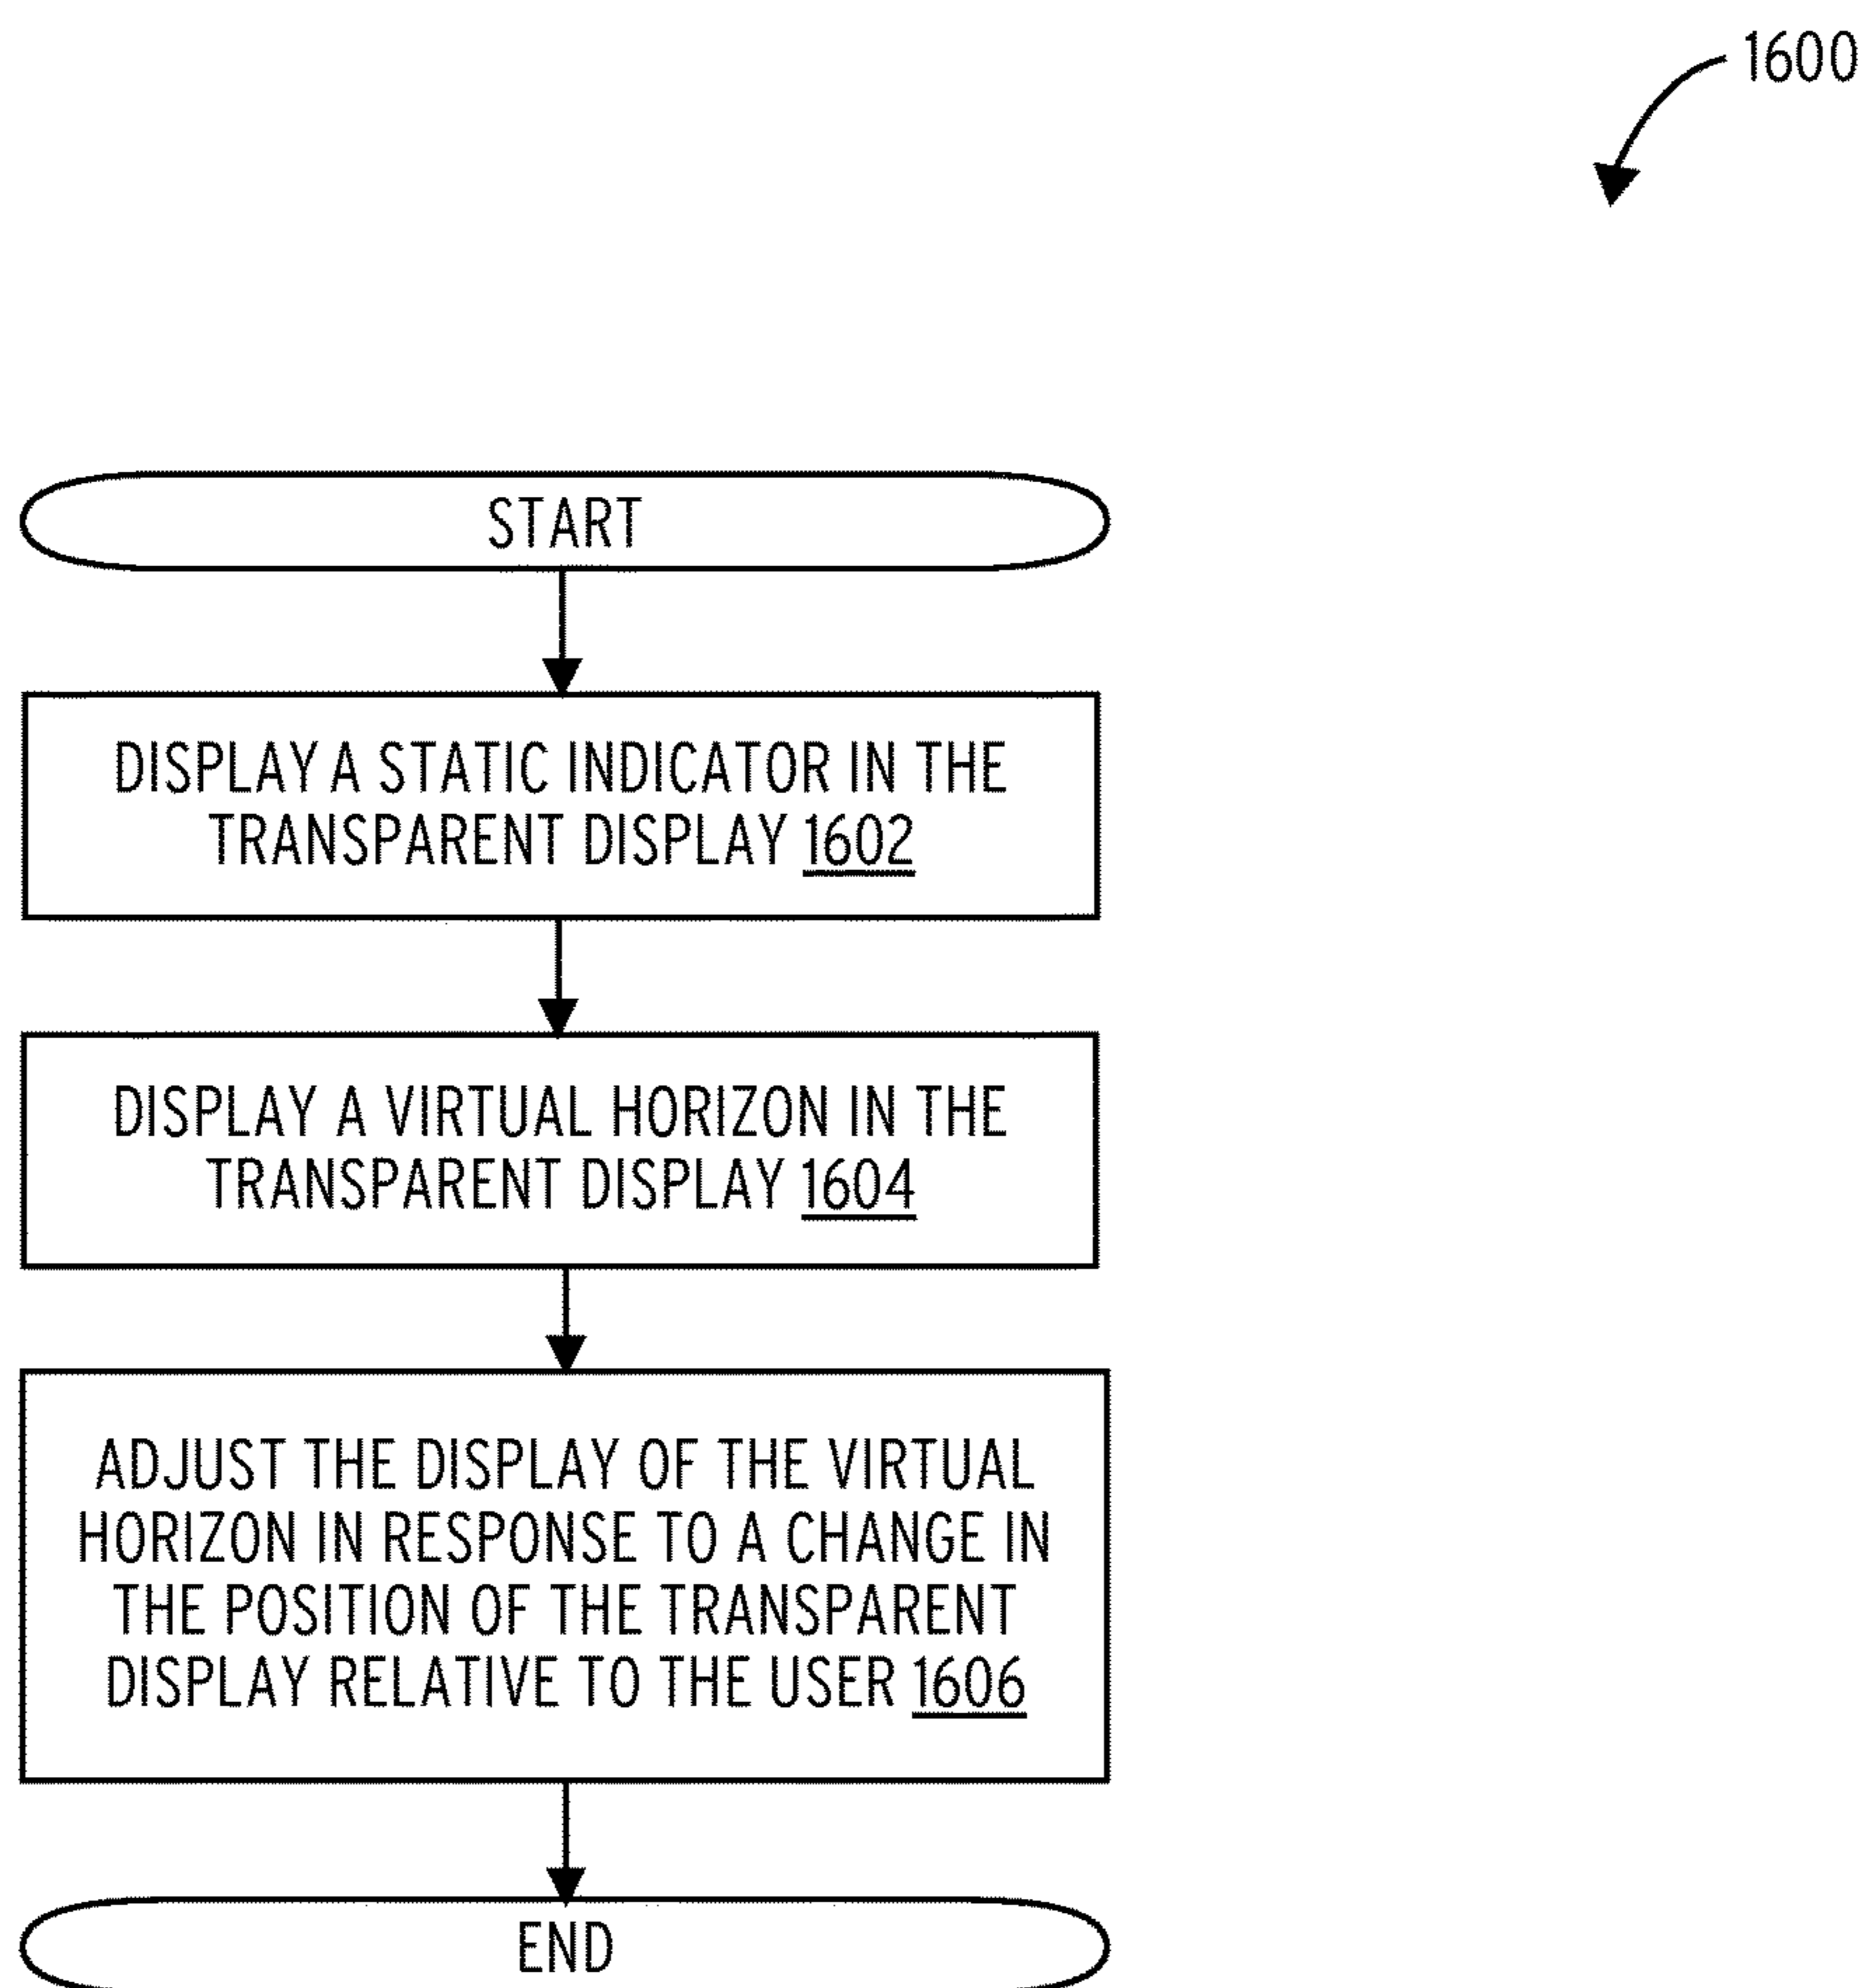 1600
START
DISPLAY A STATIC INDICATOR IN THE
TRANSPARENT DISPLAY 1602
DISPLAY A VIRTUAL HORIZON IN THE
TRANSPARENT DISPLAY 1604
ADJUST THE DISPLAY OF THE VIRTUAL
HORIZON IN RESPONSE TO A CHANGE IN
THE POSITION OF THE TRANSPARENT
DISPLAY RELATIVE TO THE USER 1606
END